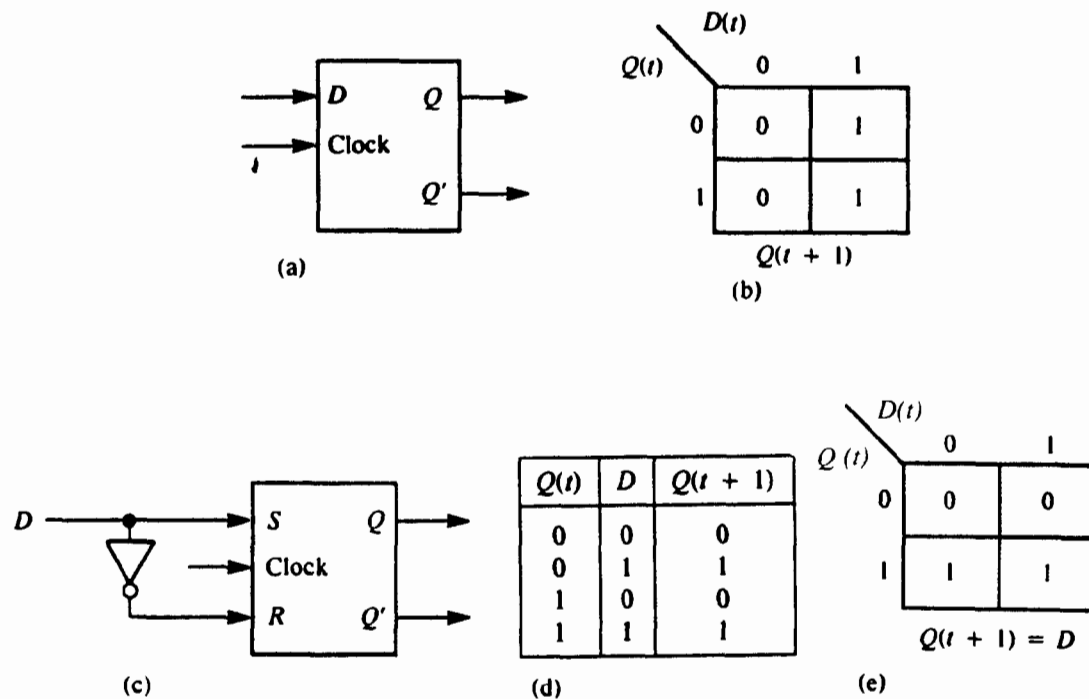 D(t)
Q(t) 0 1
0 0 1
1 0 1
Q(t + 1)
(b)
D Q
Clock
Q'
(a)
D S Q
Clock
R Q'
(c)
Q(t) D Q(t + 1)
0 0 0
0 1 1
1 0 0
1 1 1
(d)
D(t)
Q (t) 0 1
0 0 0
1 1 1
Q(t + 1) = D
(e)